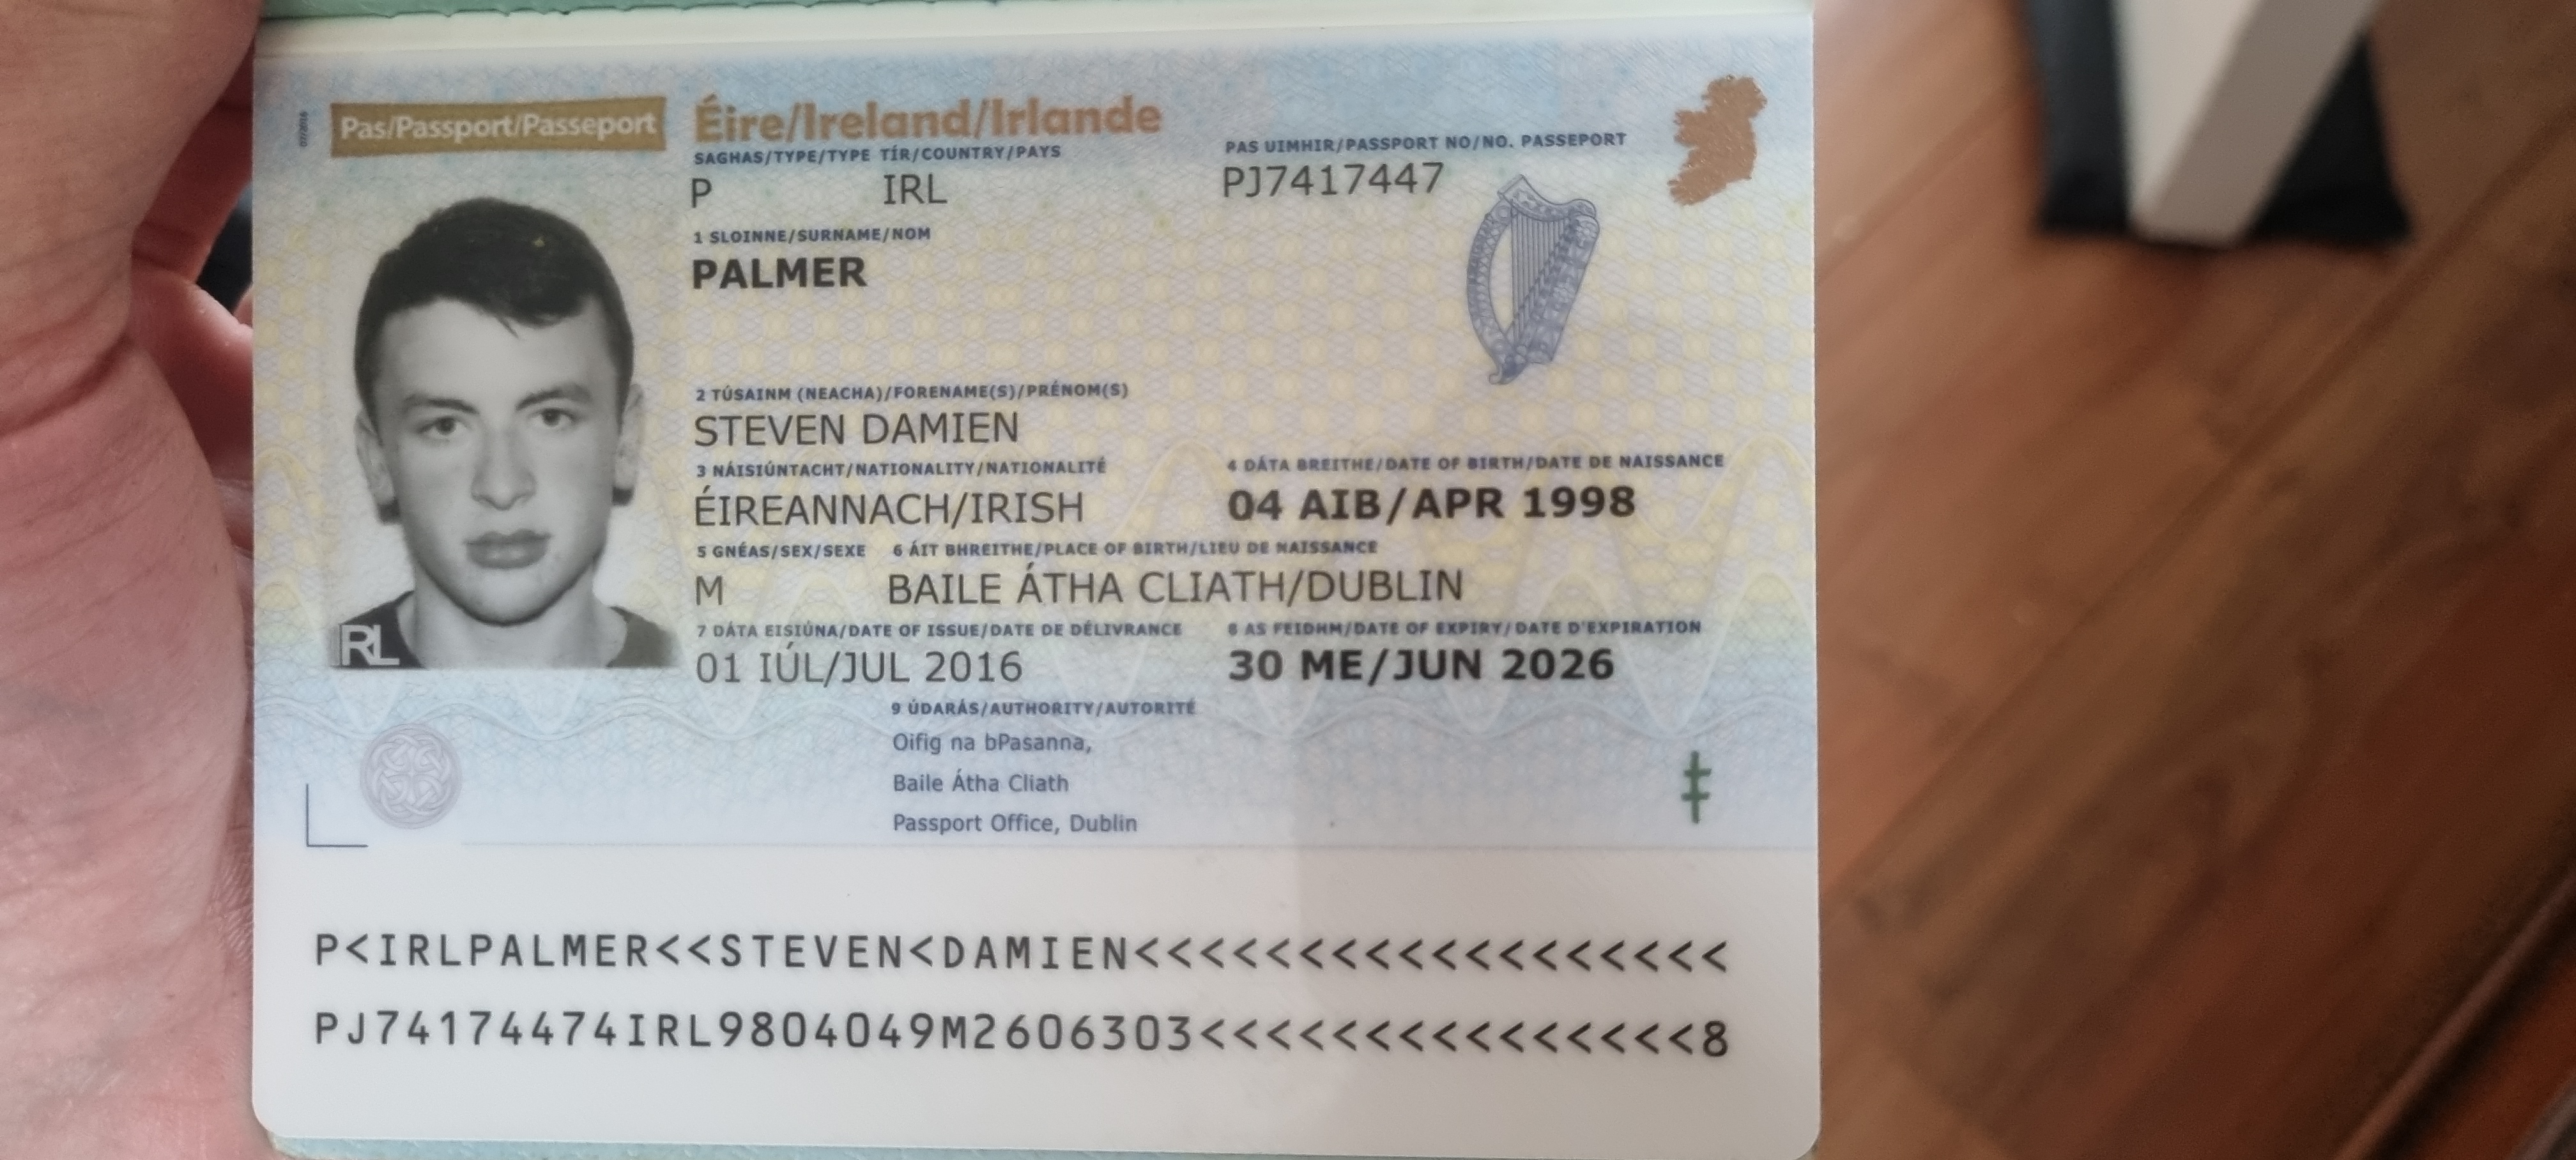 07/2016
Pas/Passport/Passeport
Éire/Ireland/Irlande
SAGHAS/TYPE/TYPE TÍR/COUNTRY/PAYS
PAS UIMHIR/PASSPORT NO/NO. PASSEPORT
P IRL
PJ7417447
1 SLOINNE/SURNAME/NOM
PALMER
2 TÚSAINM (NEACHA)/FORENAME(S)/PRÉNOM(S)
STEVEN DAMIEN
3 NÁISIÚNTACHT/NATIONALITY/NATIONALITÉ
4 DÁTA BREITHE/DATE OF BIRTH/DATE DE NAISSANCE
ÉIREANNACH/IRISH
04 AIB/APR 1998
5 GNÉAS/SEX/SEXE 6 ÁIT BHREITHE/PLACE OF BIRTH/LIEU DE NAISSANCE
M BAILE ÁTHA CLIATH/DUBLIN
IRL
7 DÁTA EISIÚNA/DATE OF ISSUE/DATE DE DÉLIVRANCE
8 AS FEIDHM/DATE OF EXPIRY/DATE D'EXPIRATION
01 IÚL/JUL 2016
30 ME/JUN 2026
9 ÚDARÁS/AUTHORITY/AUTORITÉ
Oifig na bPasanna,
Baile Átha Cliath
Passport Office, Dublin
P<IRLPALMER<<STEVEN<DAMIEN<<<<<<<<<<<<<<<<<<
PJ74174474IRL9804049M2606303<<<<<<<<<<<<<<<8